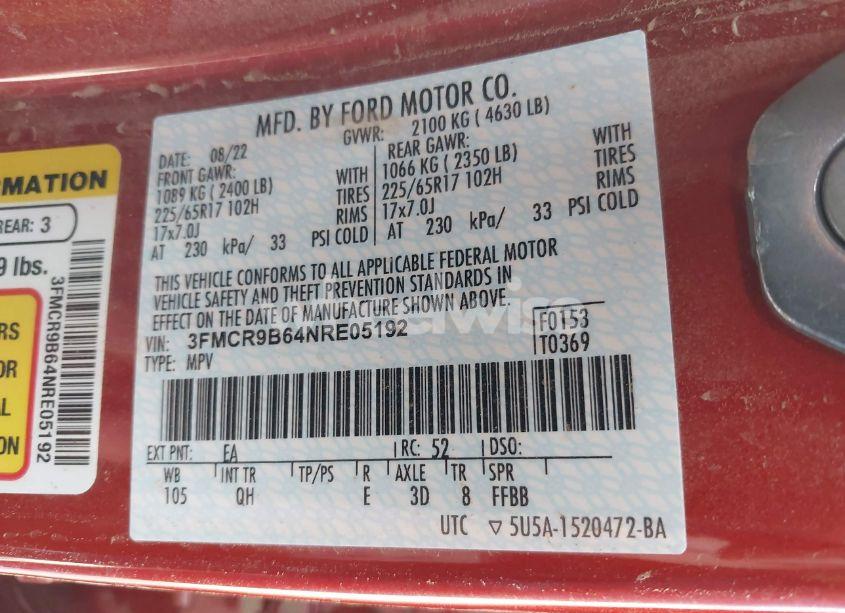 MFD. BY FORD MOTOR CO.
DATE: 08/22
GVWR: 2100 KG ( 4630 LB)
FRONT GAWR:
1089 KG ( 2400 LB)
WITH
225/65R17 102H
TIRES
17x7.0J
RIMS
AT 230 kPa/ 33 PSI COLD
REAR GAWR:
1066 KG ( 2350 LB)
WITH
225/65R17 102H
TIRES
17x7.0J
RIMS
AT 230 kPa/ 33 PSI COLD
THIS VEHICLE CONFORMS TO ALL APPLICABLE FEDERAL MOTOR
VEHICLE SAFETY AND THEFT PREVENTION STANDARDS IN
EFFECT ON THE DATE OF MANUFACTURE SHOWN ABOVE.
VIN: 3FMCR9B64NRE05192
F0153
TYPE: MPV
T0369
EXT PNT: EA RC: 52 DSO:
WB INT TR TP/PS R AXLE TR SPR
105 QH E 3D 8 FFBB
UTC ▽ 5U5A-1520472-BA
REAR: 3
lbs.
3FMCR9B64NRE05192